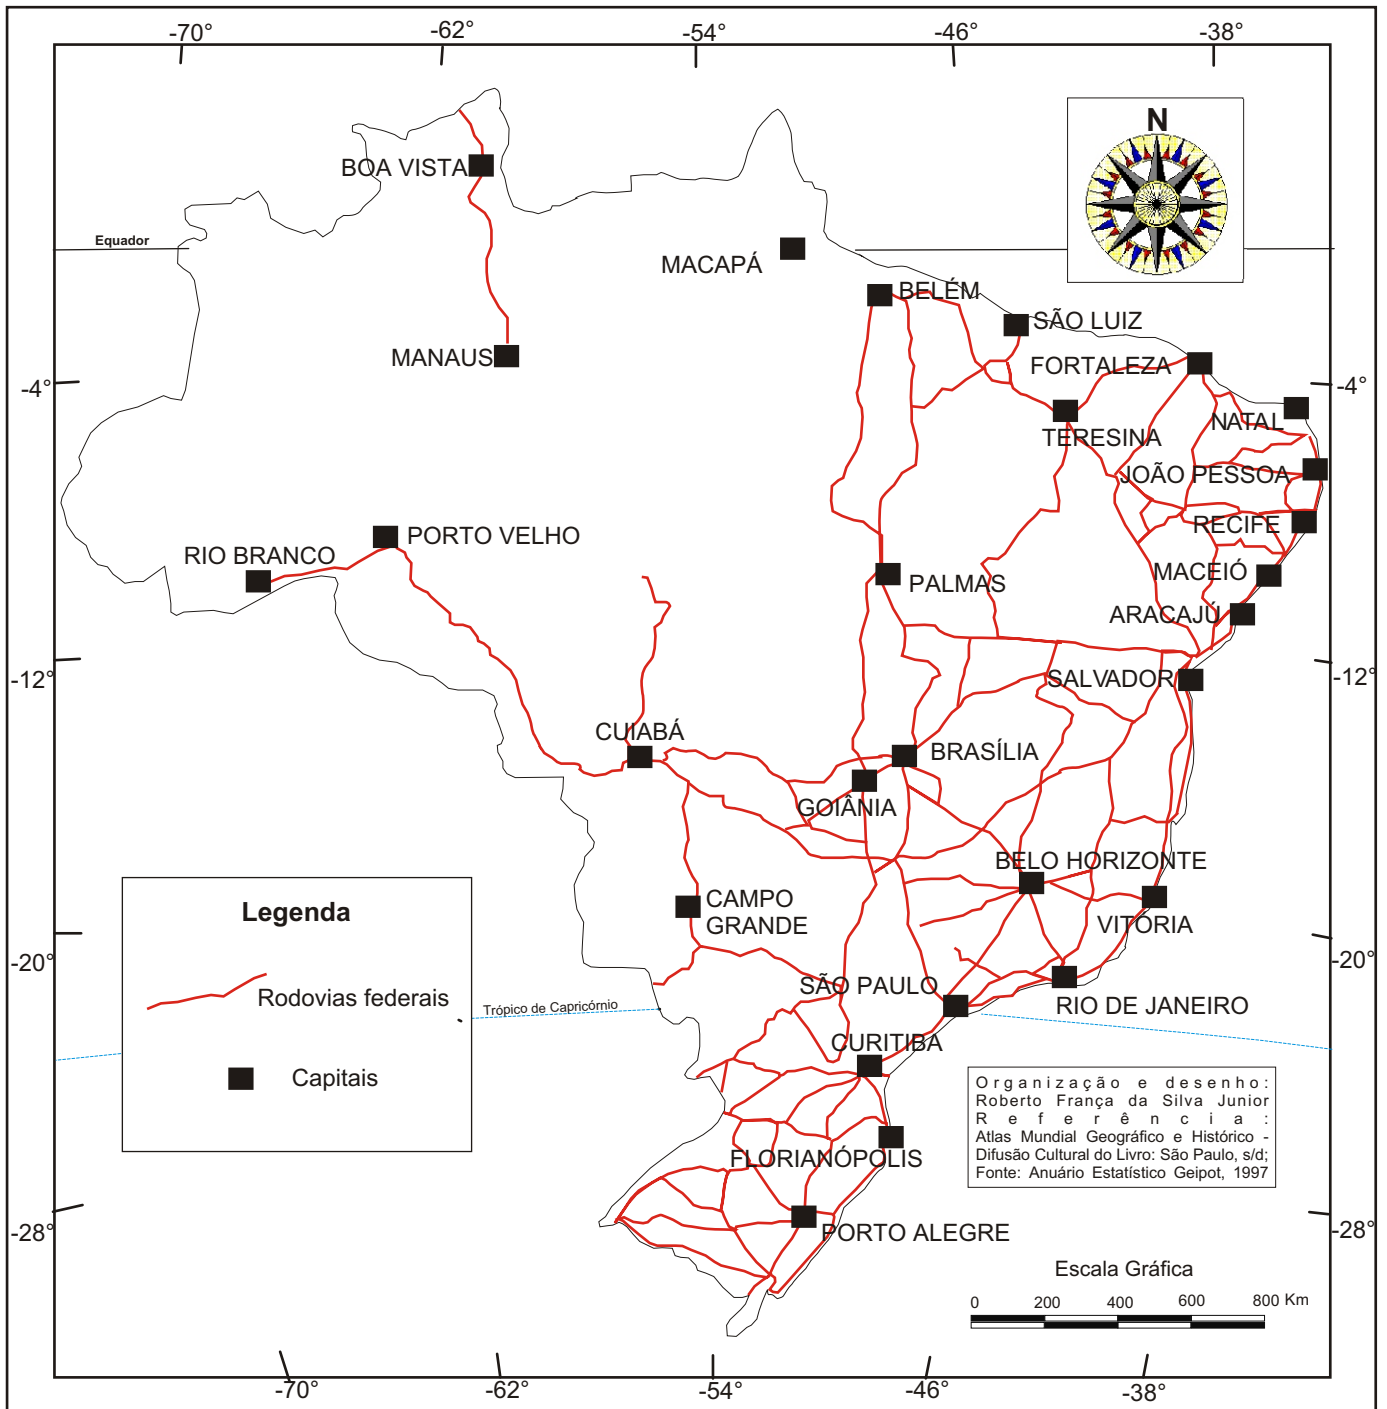 -70°
-62°
-54°
-46°
-38°
N
BOA VISTA
Equador
MACAPÁ
BELÉM
SÃO LUIZ
MANAUS
FORTALEZA
-4°
-4°
NATAL
TERESINA
JOÃO PESSOA
RECIFE
PORTO VELHO
RIO BRANCO
MACEIÓ
PALMAS
ARACAJÚ
-12°
-12°
SALVADOR
CUIABÁ
BRASÍLIA
GOIÂNIA
BELO HORIZONTE
CAMPO
GRANDE
VITÓRIA
Legenda
-20°
-20°
SÃO PAULO
Rodovias federais
Trópico de Capricórnio
RIO DE JANEIRO
CURITIBA
Capitais
Organização e desenho:
Roberto França da Silva Junior
Referência:
Atlas Mundial Geográfico e Histórico -
Difusão Cultural do Livro: São Paulo, s/d;
Fonte: Anuário Estatístico Geipot, 1997
FLORIANÓPOLIS
-28°
-28°
PORTO ALEGRE
Escala Gráfica
0 200 400 600 800 Km
-70°
-62°
-54°
-46°
-38°